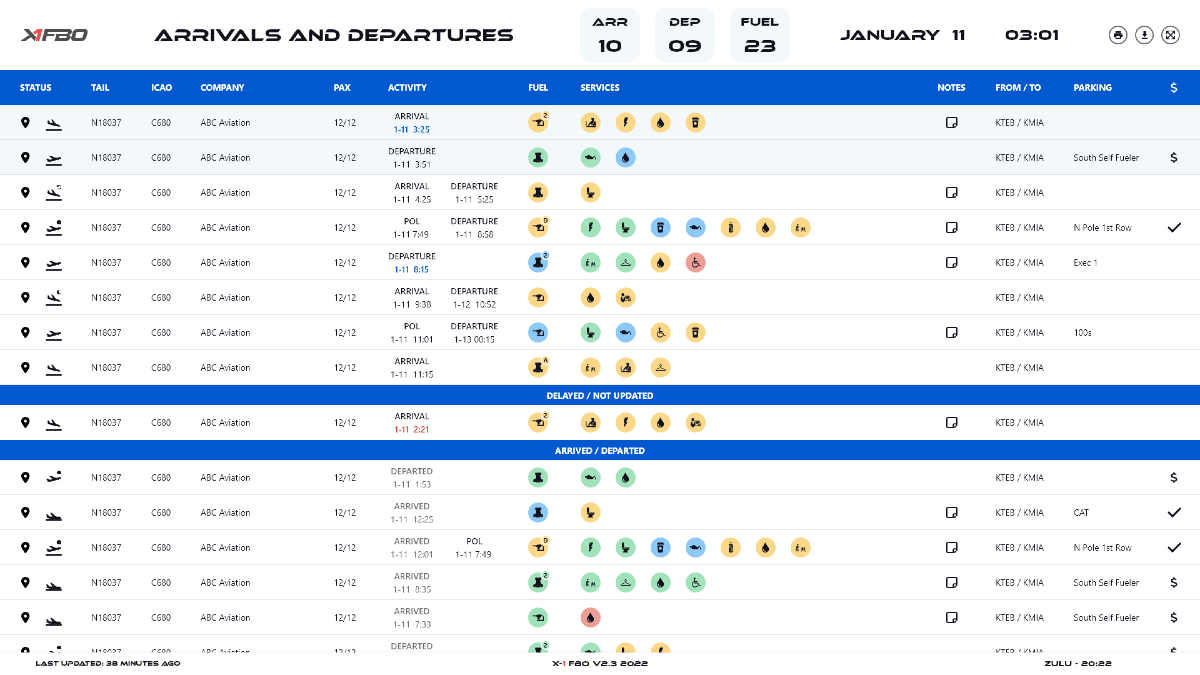 X1FBO ARRIVALS AND DEPARTURES ARR 10 DEP 09 FUEL 23 JANUARY 11 03:01
STATUS TAIL ICAO COMPANY PAX ACTIVITY FUEL SERVICES NOTES FROM / TO PARKING $
N18037 C680 ABC Aviation 12/12 ARRIVAL 1-11 3:25 2 KTEB / KMIA
N18037 C680 ABC Aviation 12/12 DEPARTURE 1-11 3:51 KTEB / KMIA South Self Fueler $
N18037 C680 ABC Aviation 12/12 ARRIVAL 1-11 4:25 DEPARTURE 1-11 5:25 KTEB / KMIA
N18037 C680 ABC Aviation 12/12 POL 1-11 7:49 DEPARTURE 1-11 8:58 D KTEB / KMIA N Pole 1st Row
N18037 C680 ABC Aviation 12/12 DEPARTURE 1-11 8:15 2 KTEB / KMIA Exec 1
N18037 C680 ABC Aviation 12/12 ARRIVAL 1-11 9:38 DEPARTURE 1-12 10:52 KTEB / KMIA
N18037 C680 ABC Aviation 12/12 POL 1-11 11:01 DEPARTURE 1-13 00:15 KTEB / KMIA 100s
N18037 C680 ABC Aviation 12/12 ARRIVAL 1-11 11:15 A KTEB / KMIA
DELAYED / NOT UPDATED
N18037 C680 ABC Aviation 12/12 ARRIVAL 1-11 2:21 2 KTEB / KMIA
ARRIVED / DEPARTED
N18037 C680 ABC Aviation 12/12 DEPARTED 1-11 1:53 KTEB / KMIA $
N18037 C680 ABC Aviation 12/12 ARRIVED 1-11 12:25 KTEB / KMIA CAT
N18037 C680 ABC Aviation 12/12 ARRIVED 1-11 12:01 POL 1-11 7:49 D KTEB / KMIA N Pole 1st Row
N18037 C680 ABC Aviation 12/12 ARRIVED 1-11 8:35 2 KTEB / KMIA South Self Fueler $
N18037 C680 ABC Aviation 12/12 ARRIVED 1-11 7:33 KTEB / KMIA South Self Fueler $
DEPARTED 2
LAST UPDATED: 38 MINUTES AGO X-1 FBO V2.3 2022 ZULU - 20:22